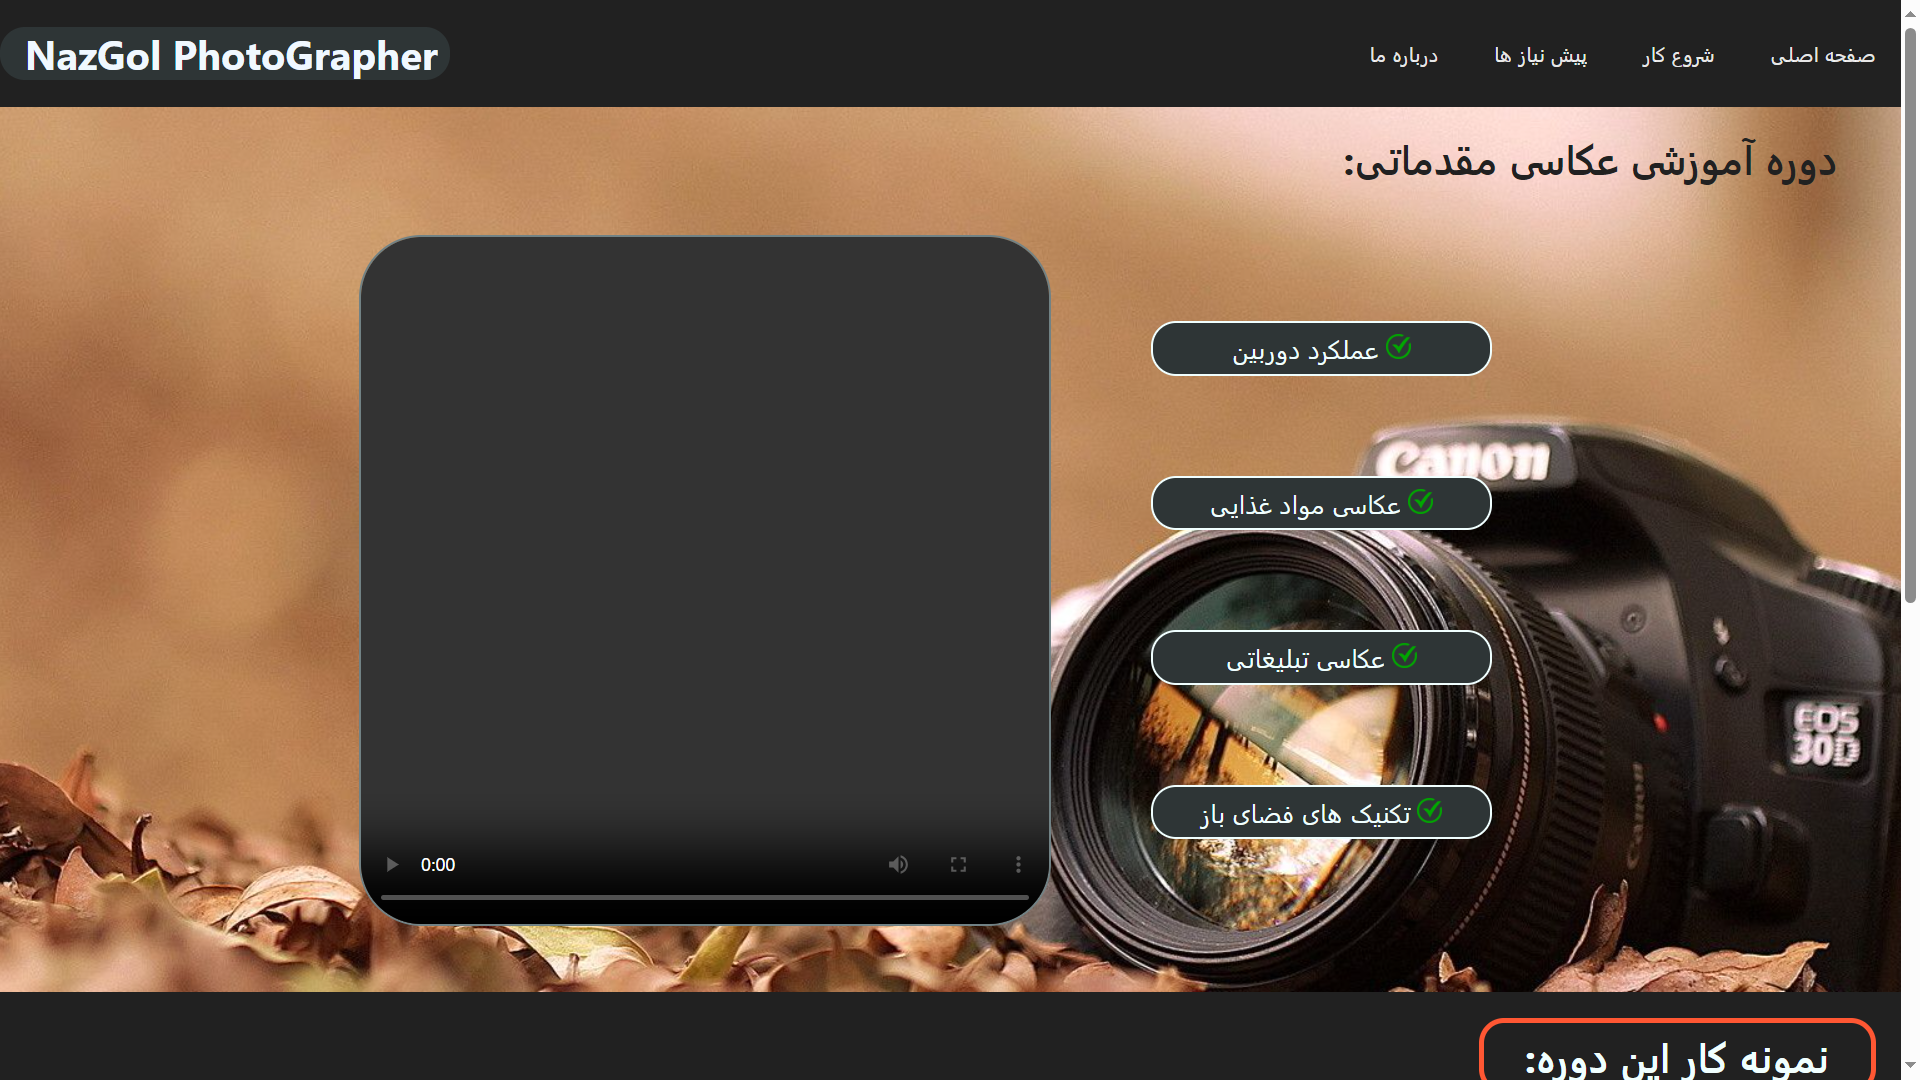 NazGol PhotoGrapher
صفحه اصلی
شروع کار
پیش نیاز ها
درباره ما
دوره آموزشی عکاسی مقدماتی:
عملکرد دوربین
عکاسی مواد غذایی
عکاسی تبلیغاتی
تکنیک های فضای باز
Canon
EOS
30D
Canon
0:00
نمونه کار این دوره: